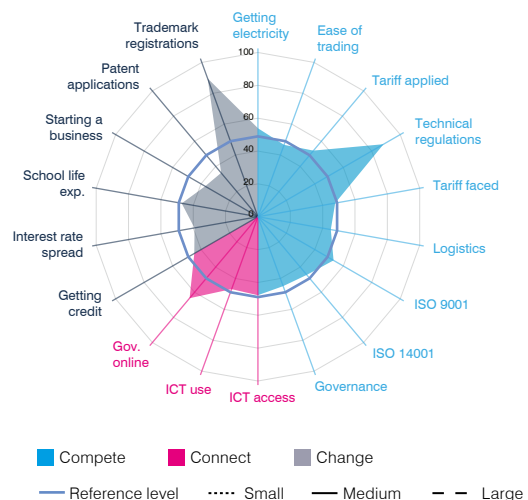 Getting
electricity
Ease of
trading
Tariff applied
Technical
regulations
Tariff faced
Logistics
ISO 9001
ISO 14001
Governance
ICT access
ICT use
Gov.
online
Getting
credit
Interest rate
spread
School life
exp.
Starting a
business
Patent
applications
Trademark
registrations
100
80
60
40
20
0
Compete Connect Change
Reference level Small Medium Large